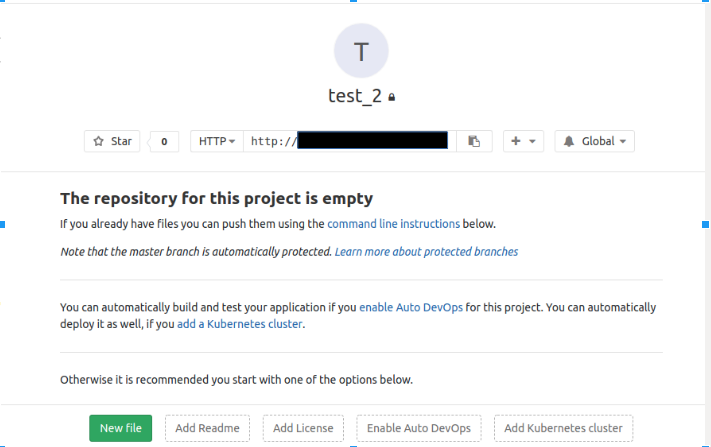 T
test_2
Star 0 HTTP http:// Global
The repository for this project is empty
If you already have files you can push them using the command line instructions below.
Note that the master branch is automatically protected. Learn more about protected branches
You can automatically build and test your application if you enable Auto DevOps for this project. You can automatically
deploy it as well, if you add a Kubernetes cluster.
Otherwise it is recommended you start with one of the options below.
New file Add Readme Add License Enable Auto DevOps Add Kubernetes cluster